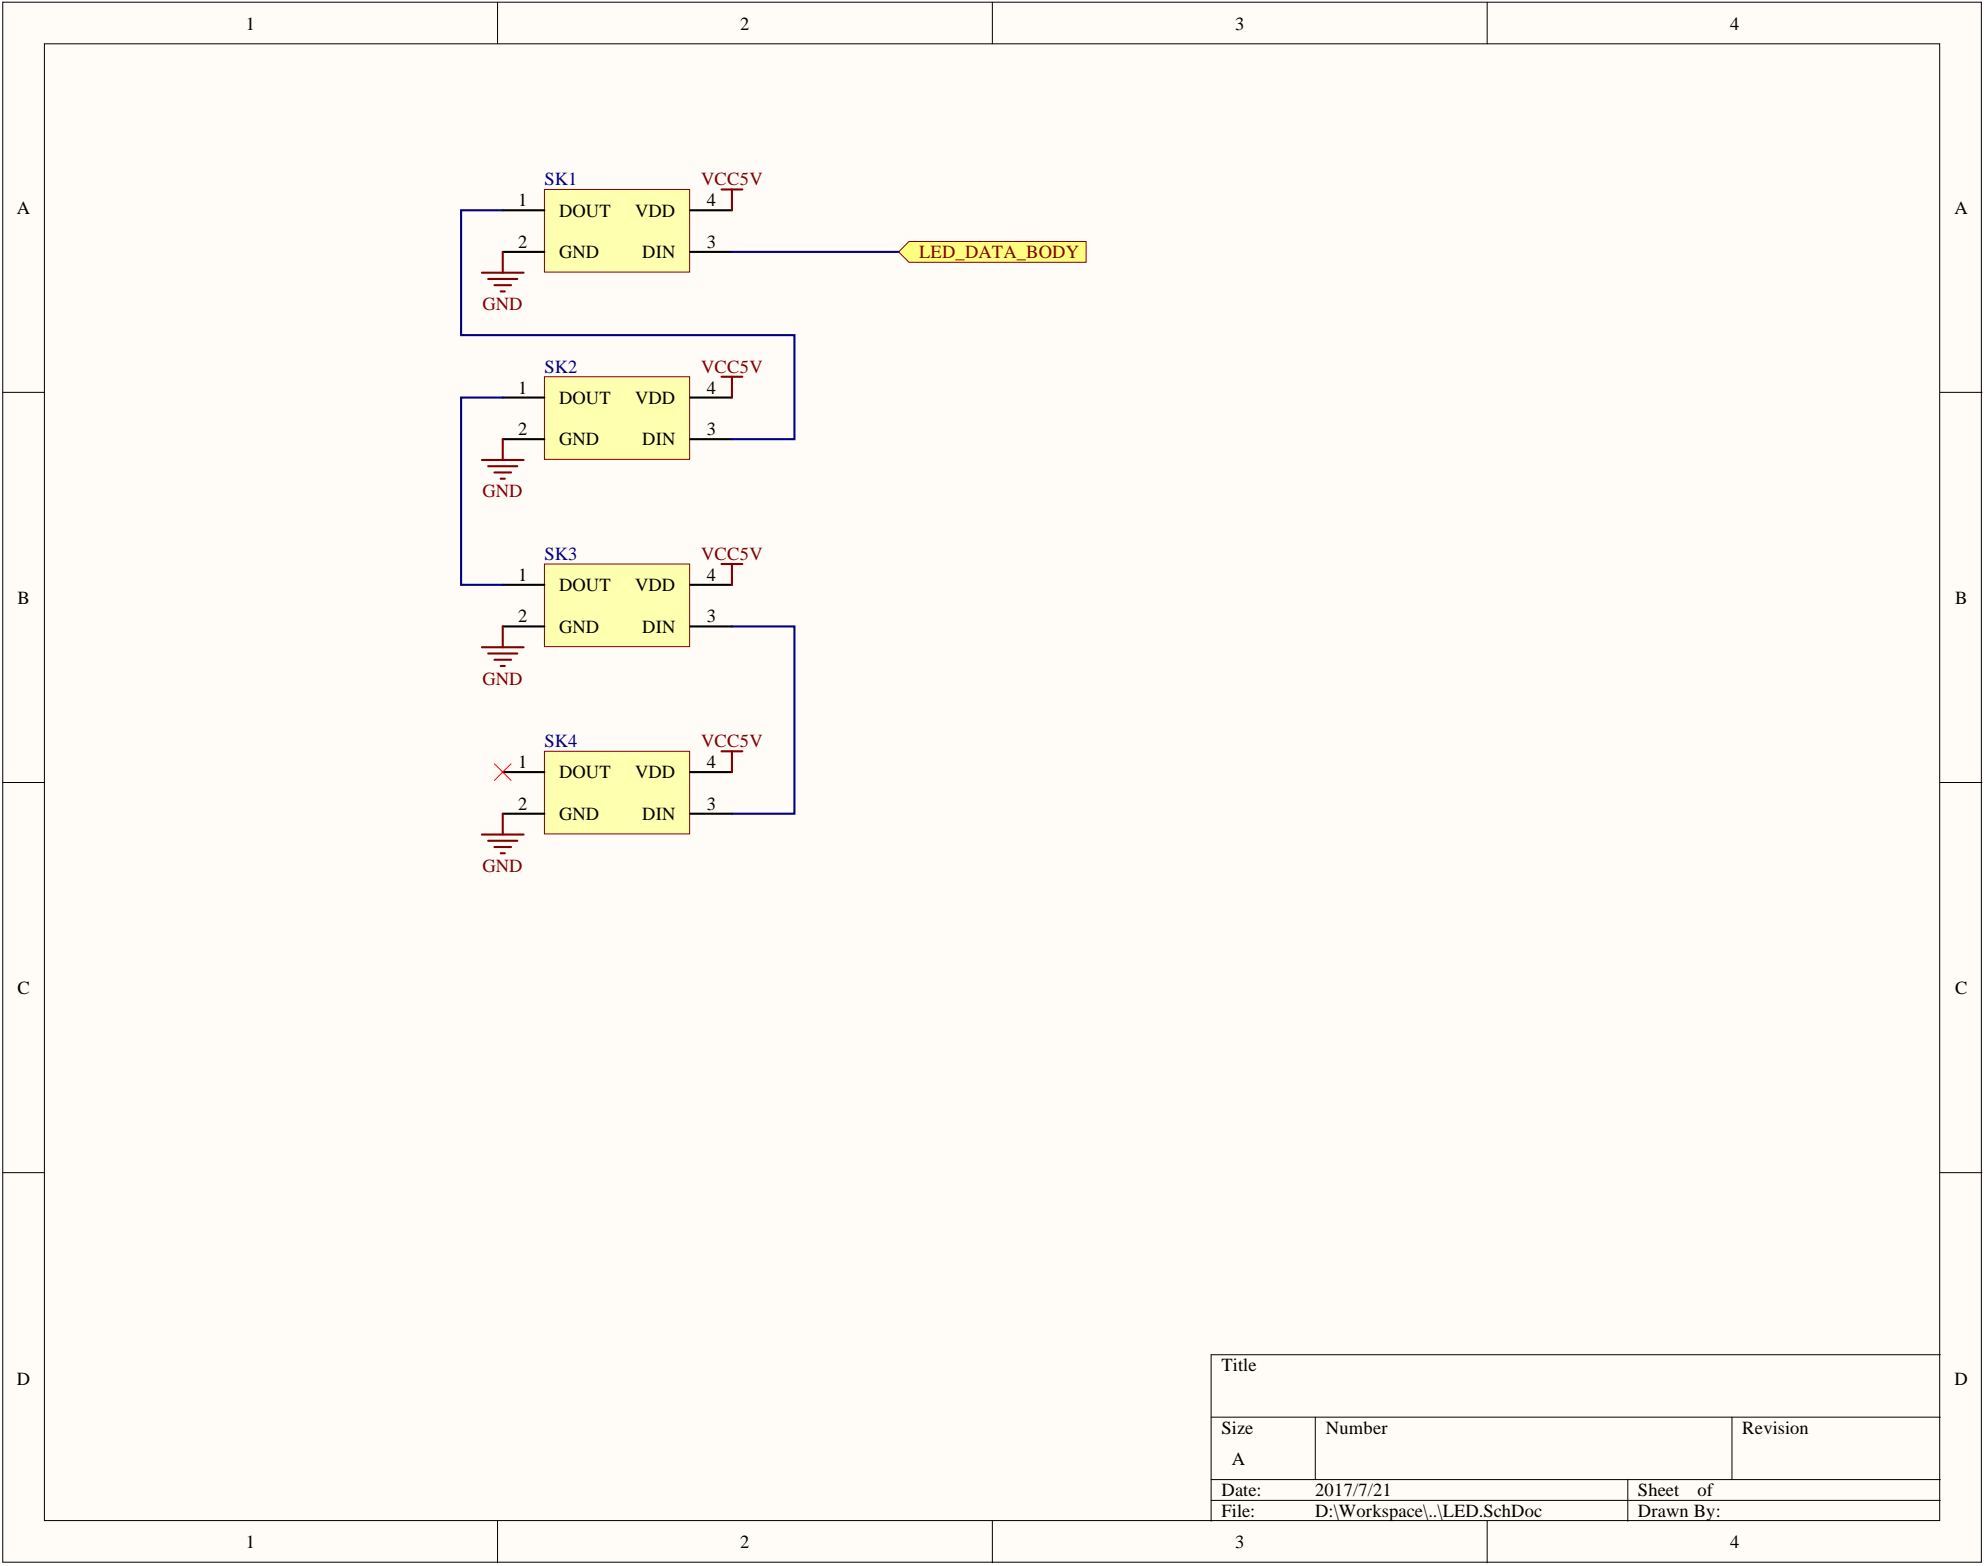 1 2 3 4
A A
SK1 VCC5V
1 DOUT VDD 4
2 GND DIN 3 LED_DATA_BODY
GND
SK2 VCC5V
1 DOUT VDD 4
2 GND DIN 3
GND
SK3 VCC5V
1 DOUT VDD 4
B B
2 GND DIN 3
GND
SK4 VCC5V
1 DOUT VDD 4
2 GND DIN 3
GND
C C
Title
D D
Size Number Revision
A
Date: 2017/7/21 Sheet of
File: D:\Workspace\..\LED.SchDoc Drawn By:
1 2 3 4